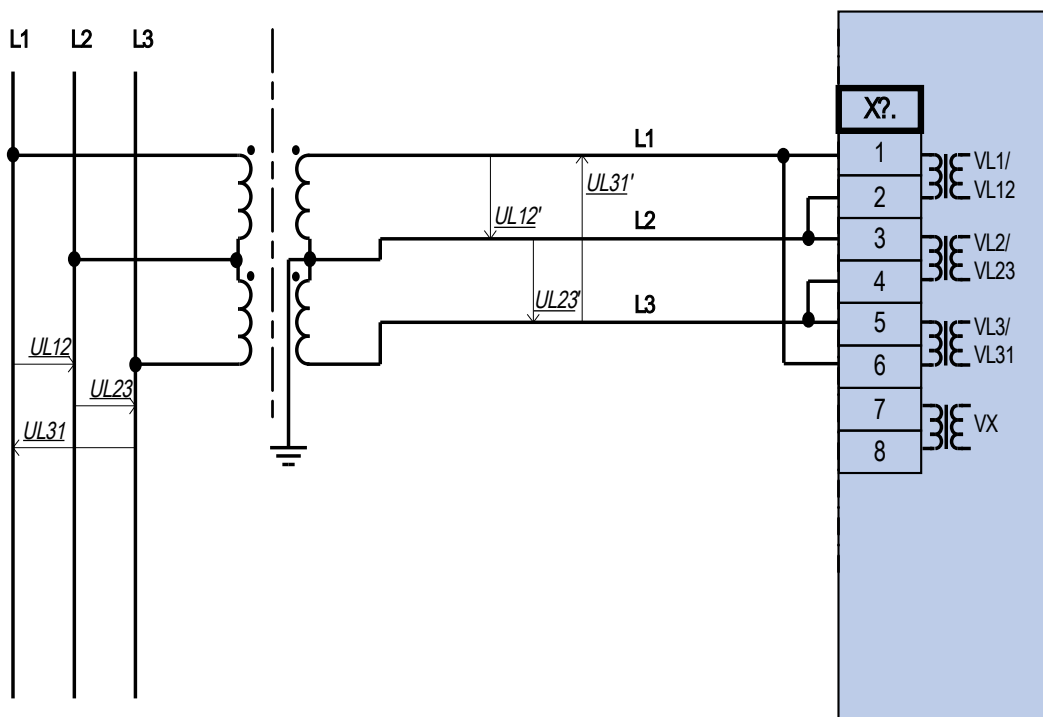 L1 L2 L3
X?.
L1
1
VL1/
VL12
UL31'
2
UL12'
L2
3
VL2/
VL23
4
UL23'
L3
5
VL3/
VL31
UL12
6
UL23
7
VX
UL31
8